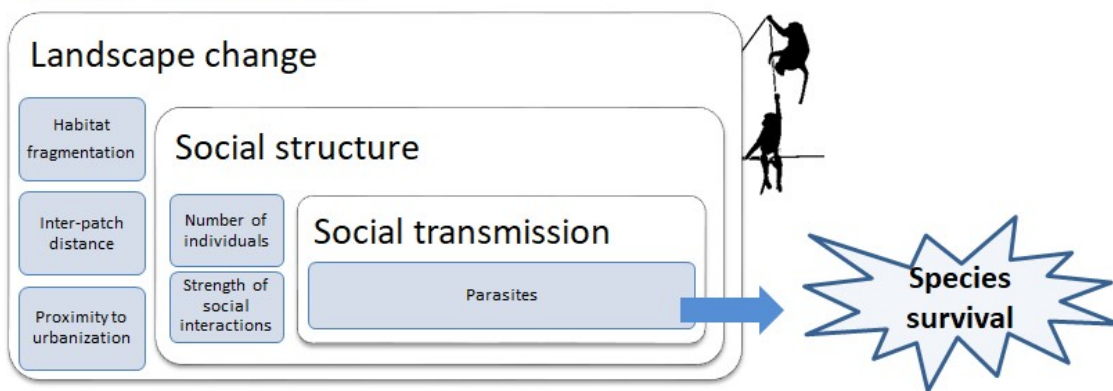 Landscape change
Habitat
fragmentation
Inter-patch
distance
Proximity to
urbanization
Social structure
Number of
individuals
Strength of
social
interactions
Social transmission
Parasites
Species
survival